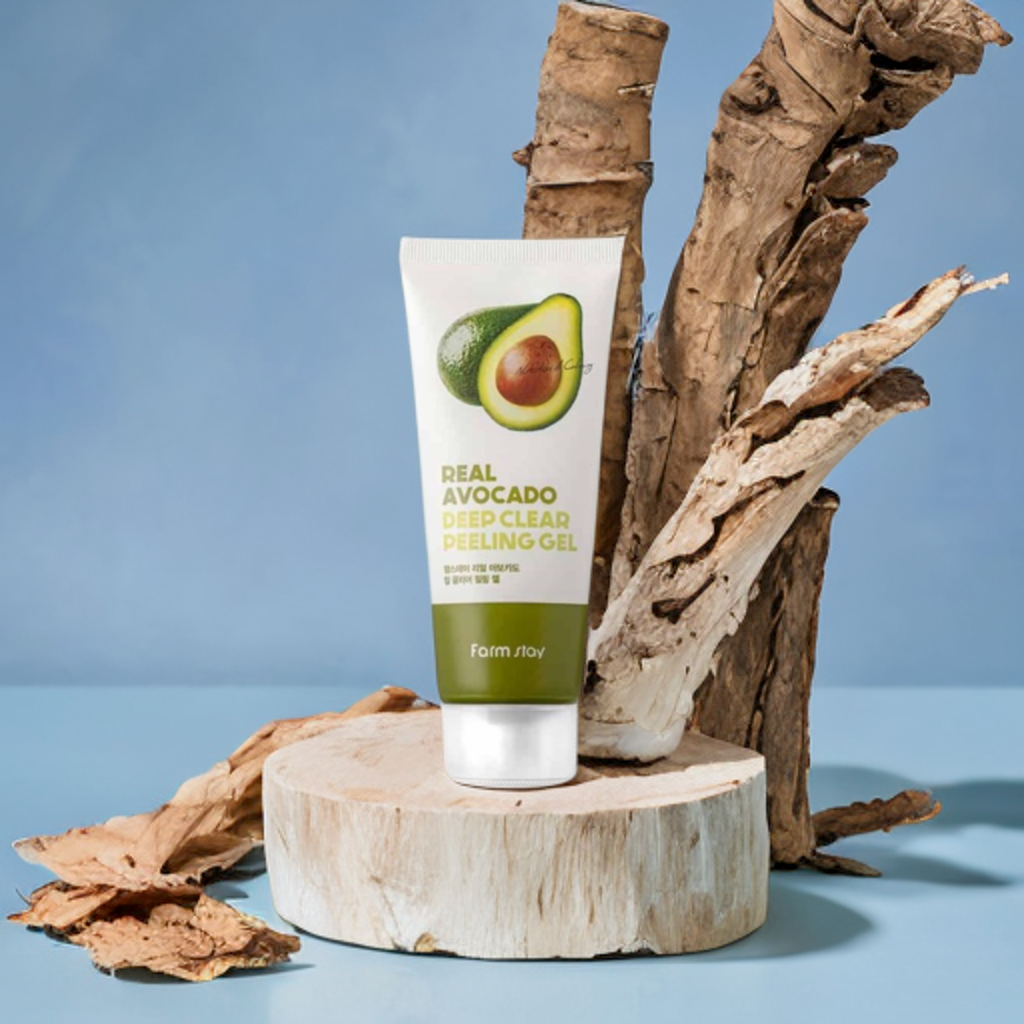 REAL
AVOCADO
DEEP CLEAR
PEELING GEL
팜스테이 리얼 아보카도
딥 클리어 필링 젤
Farm stay